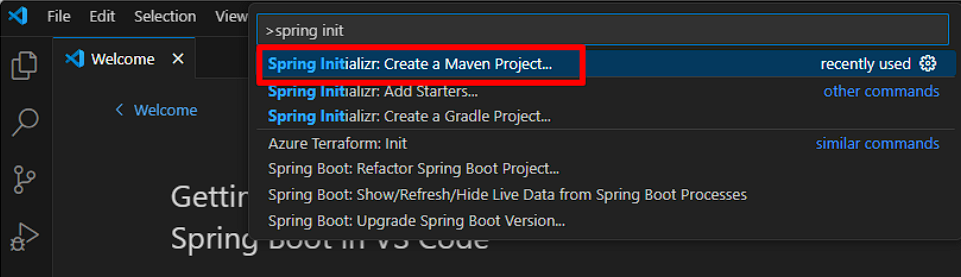 File Edit Selection View
>spring init
Welcome
Spring Initializr: Create a Maven Project... recently used
Spring Initializr: Add Starters... other commands
Spring Initializr: Create a Gradle Project...
Azure Terraform: Init similar commands
Spring Boot: Refactor Spring Boot Project...
Spring Boot: Show/Refresh/Hide Live Data from Spring Boot Processes
Spring Boot: Upgrade Spring Boot Version...
Welcome
Getting
Spring Boot in VS Code